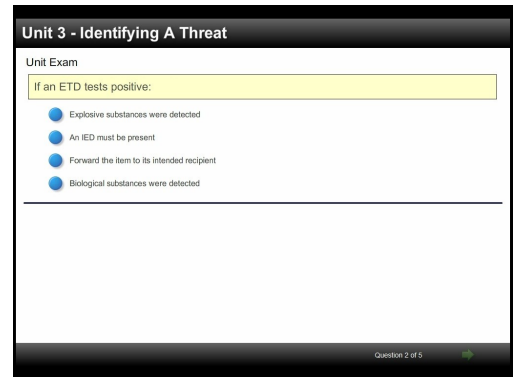 Unit 3 - Identifying A Threat
Unit Exam
If an ETD tests positive:
Explosive substances were detected
An IED must be present
Forward the item to its intended recipient
Biological substances were detected
Question 2 of 5